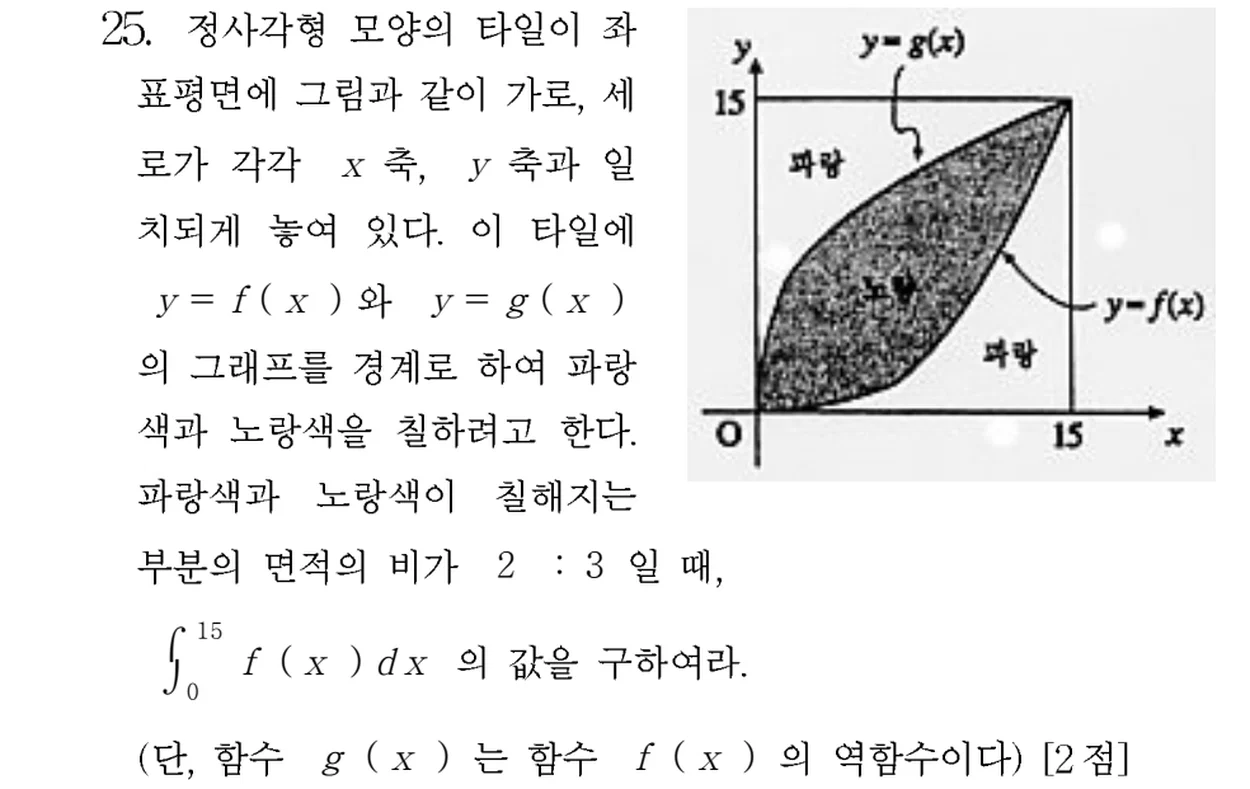 25. 정사각형 모양의 타일이 좌
표평면에 그림과 같이 가로, 세
로가 각각 x 축, y 축과 일
치되게 놓여 있다. 이 타일에
y = f ( x )와 y = g ( x )
의 그래프를 경계로 하여 파랑
색과 노랑색을 칠하려고 한다.
파랑색과 노랑색이 칠해지는
부분의 면적의 비가 2 : 3 일 때,
∫₀¹⁵ f ( x ) d x 의 값을 구하여라.
(단, 함수 g ( x ) 는 함수 f ( x ) 의 역함수이다) [2점]
y
y = g(x)
15
파랑
노랑
y = f(x)
파랑
O
15
x